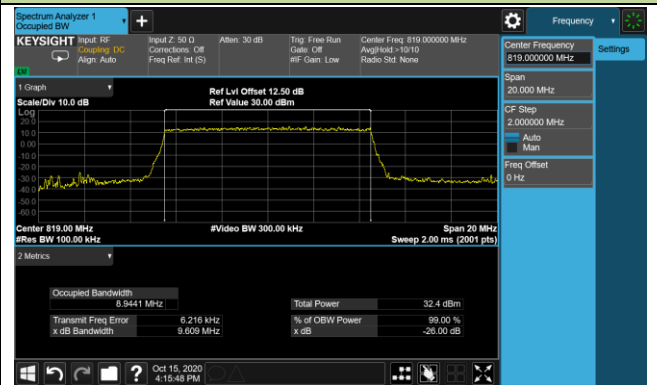 Spectrum Analyzer 1
Occupied BW
Frequency
KEYSIGHT
Input: RF
Coupling: DC
Align: Auto
Input Z: 50 Ω
Corrections: Off
Freq Ref: Int (S)
Atten: 30 dB
Trig: Free Run
Gate: Off
#IF Gain: Low
Center Freq: 819.000000 MHz
Avg|Hold:>10/10
Radio Std: None
Center Frequency
819.000000 MHz
Settings
Span
20.000 MHz
CF Step
2.000000 MHz
Auto
Man
Freq Offset
0 Hz
1 Graph
Scale/Div 10.0 dB
Ref Lvl Offset 12.50 dB
Ref Value 30.00 dBm
Log
20.0
10.0
0.00
-10.0
-20.0
-30.0
-40.0
-50.0
-60.0
Center 819.00 MHz
#Res BW 100.00 kHz
#Video BW 300.00 kHz
Span 20 MHz
Sweep 2.00 ms (2001 pts)
2 Metrics
Occupied Bandwidth
8.9441 MHz
Total Power 32.4 dBm
Transmit Freq Error 6.216 kHz
% of OBW Power 99.00 %
x dB Bandwidth 9.609 MHz
x dB -26.00 dB
?
Oct 15, 2020
4:15:48 PM